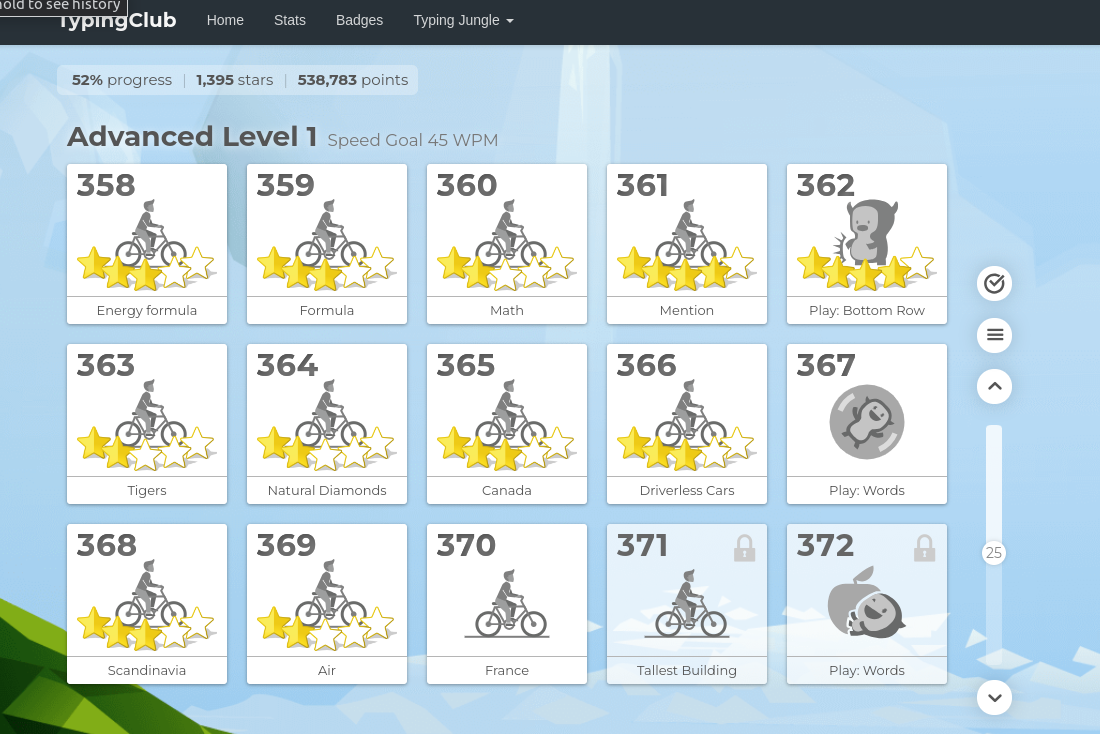 hold to see history
TypingClub Home Stats Badges Typing Jungle
52% progress | 1,395 stars | 538,783 points
Advanced Level 1 Speed Goal 45 WPM
358 359 360 361 362
Energy formula Formula Math Mention Play: Bottom Row
363 364 365 366 367
Tigers Natural Diamonds Canada Driverless Cars Play: Words
368 369 370 371 372
25
Scandinavia Air France Tallest Building Play: Words